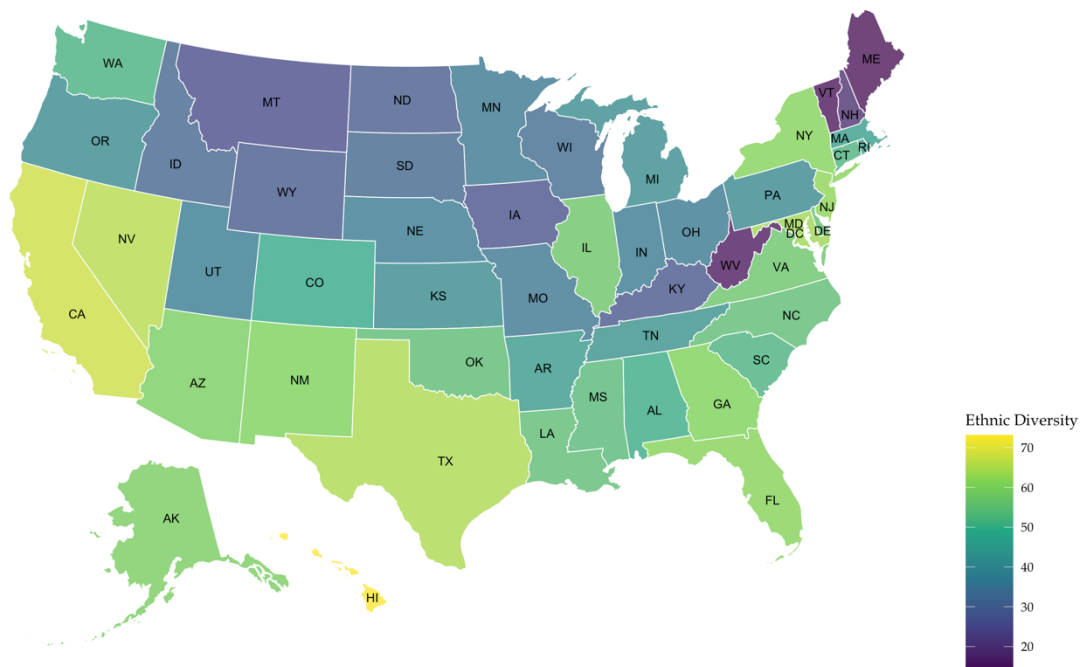 WA
ME
MT
ND
MN
VT
NH
OR
NY
MA
ID
WI
CT
RI
SD
MI
WY
PA
IA
NJ
NE
OH
MD
NV
IL
IN
DC
DE
UT
WV
CO
VA
KS
MO
KY
CA
NC
TN
OK
SC
AR
AZ
NM
MS
GA
AL
LA
TX
FL
AK
HI
Ethnic Diversity
70
60
50
40
30
20